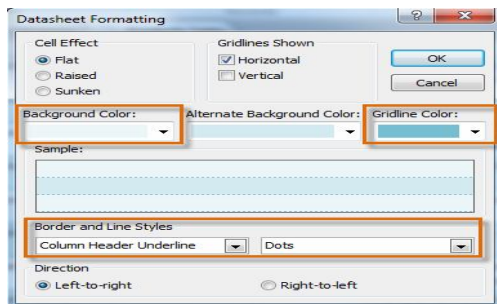 Datasheet Formatting
Cell Effect
Flat
Raised
Sunken
Gridlines Shown
Horizontal
Vertical
OK
Cancel
Background Color:
Alternate Background Color:
Gridline Color:
Sample:
Border and Line Styles
Column Header Underline
Dots
Direction
Left-to-right
Right-to-left